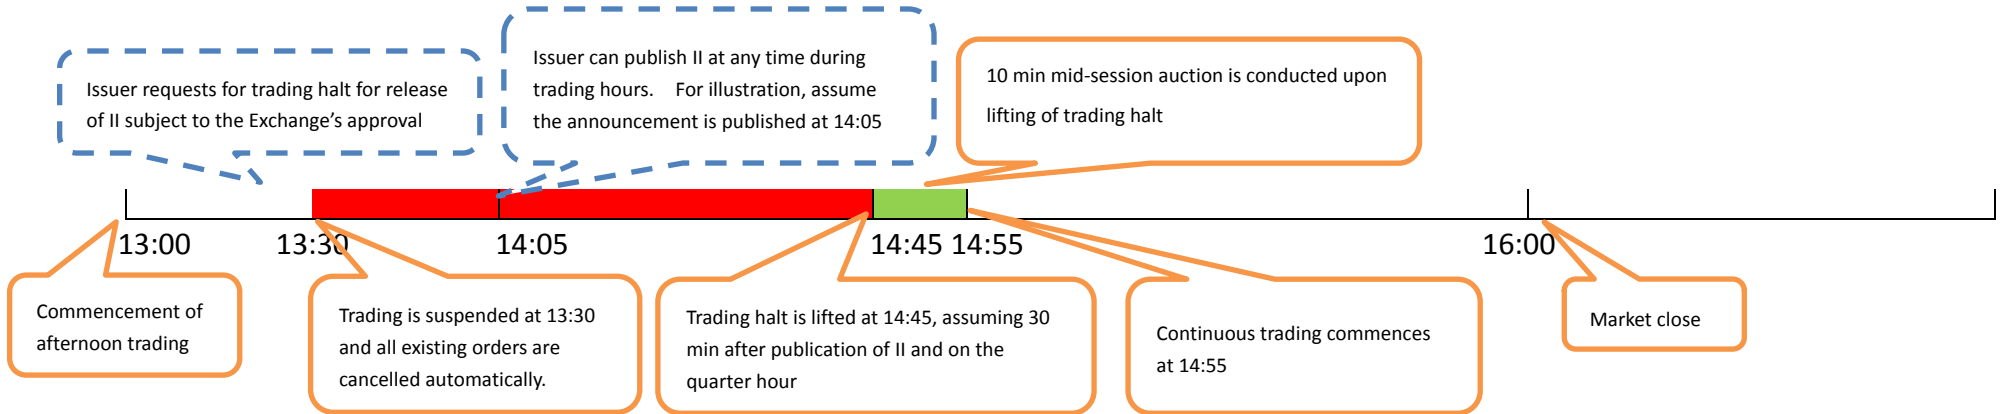 Issuer requests for trading halt for release
of II subject to the Exchange's approval
Issuer can publish II at any time during
trading hours. For illustration, assume
the announcement is published at 14:05
10 min mid-session auction is conducted upon
lifting of trading halt
13:00
13:30
14:05
14:45
14:55
16:00
Commencement of
afternoon trading
Trading is suspended at 13:30
and all existing orders are
cancelled automatically.
Trading halt is lifted at 14:45, assuming 30
min after publication of II and on the
quarter hour
Continuous trading commences
at 14:55
Market close